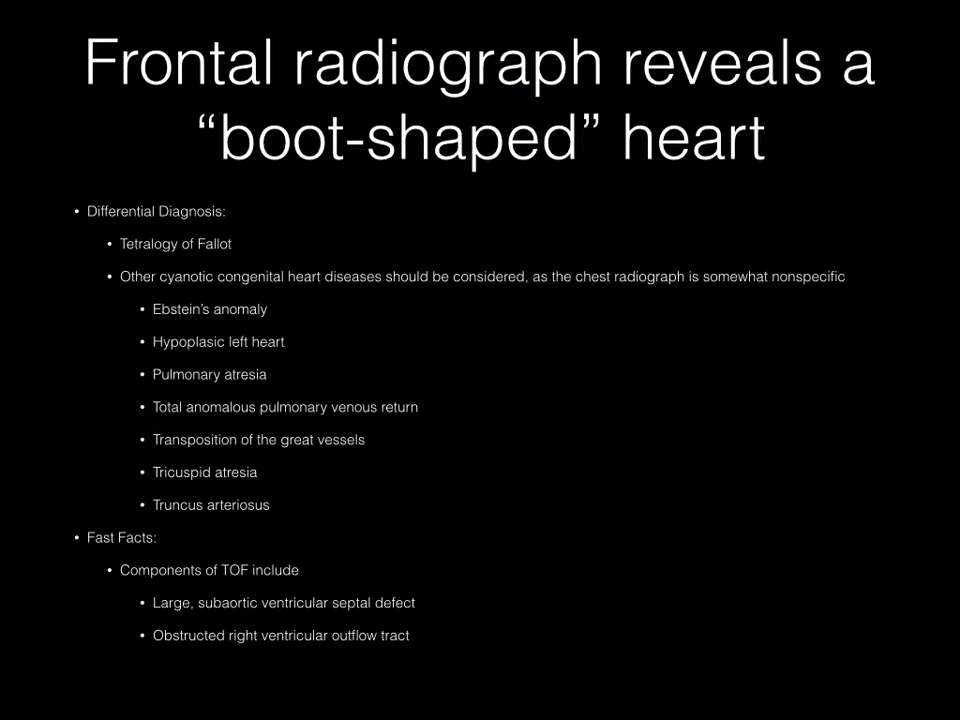 Frontal radiograph reveals a
“boot-shaped” heart
• Differential Diagnosis:
• Tetralogy of Fallot
• Other cyanotic congenital heart diseases should be considered, as the chest radiograph is somewhat nonspecific
• Ebstein’s anomaly
• Hypoplasic left heart
• Pulmonary atresia
• Total anomalous pulmonary venous return
• Transposition of the great vessels
• Tricuspid atresia
• Truncus arteriosus
• Fast Facts:
• Components of TOF include
• Large, subaortic ventricular septal defect
• Obstructed right ventricular outflow tract